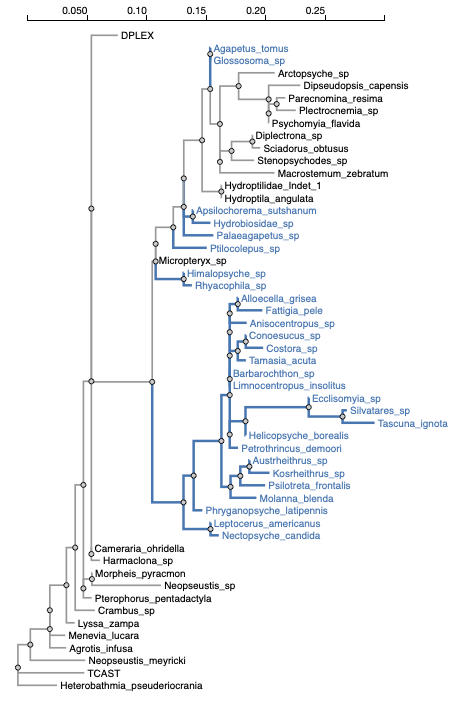 0.050 0.10 0.15 0.20 0.25
DPLEX
Agapetus_tomus
Glossosoma_sp
Arctopsyche_sp
Dipseudopsis_capensis
Parecnomina_resima
Plectrocnemia_sp
Psychomyia_flavida
Diplectrona_sp
Sciadorus_obtusus
Stenopsychodes_sp
Macrostemum_zebratum
Hydroptilidae_Indet_1
Hydroptila_angulata
Apsilochorema_sutshanum
Hydrobiosidae_sp
Palaeagapetus_sp
Ptilocolepus_sp
Micropteryx_sp
Himalopsyche_sp
Rhyacophila_sp
Alloecella_grisea
Fattigia_pele
Anisocentropus_sp
Conoesucus_sp
Costora_sp
Tamasia_acuta
Barbarochthon_sp
Limnocentropus_insolitus
Ecclisomyia_sp
Silvatares_sp
Tascuna_ignota
Helicopsyche_borealis
Petrothrincus_demoori
Austrheithrus_sp
Kosrheithrus_sp
Psilotreta_frontalis
Molanna_blenda
Phryganopsyche_latipennis
Leptocerus_americanus
Nectopsyche_candida
Cameraria_ohridella
Harmaclona_sp
Morpheis_pyracmon
Neopseustis_sp
Pterophorus_pentadactyla
Crambus_sp
Lyssa_zampa
Menevia_lucara
Agrotis_infusa
Neopseustis_meyricki
TCAST
Heterobathmia_pseuderiocrania